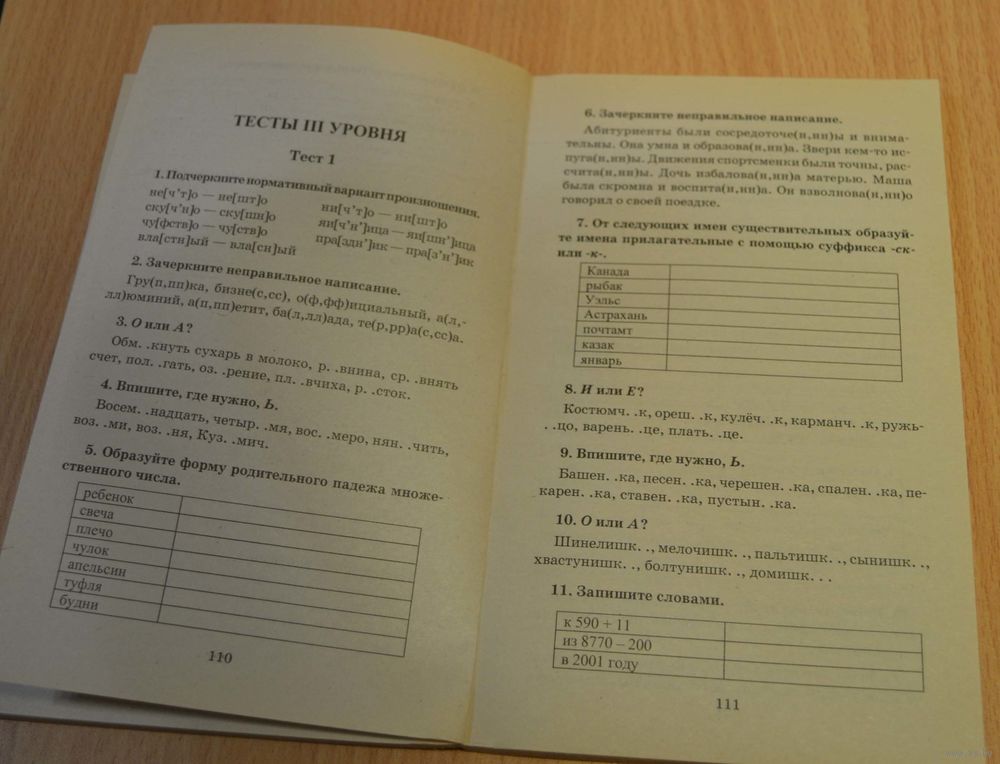 ТЕСТЫ III УРОВНЯ
Тест 1
1. Подчеркните нормативный вариант произношения.
не[ч’т]о — не[шт]о ни[ч’т]о — ни[шт]о
ску[ч’н]о — ску[шн]о яи[ч’н’]ица — яи[шн’]ица
чу[фств]о — чу[ств]о пра[здн’]ик — пра[з’н’]ик
вла[стн]ый — вла[сн]ый
2. Зачеркните неправильное написание.
Гру(п,пп)ка, бизне(с,сс), о(ф,фф)ициальный, а(л,-
лл)юминий, а(п,пп)етит, ба(л,лл)ада, те(р,рр)а(с,сс)а.
3. О или А?
Обм. .кнуть сухарь в молоко, р. .внина, ср. .внять
счет, пол. .гать, оз. .рение, пл. .вчиха, р. .сток.
4. Впишите, где нужно, Ь.
Восем. .надцать, четыр. .мя, вос. .меро, нян. .чить,
воз. .ми, воз. .ня, Куз. .мич.
5. Образуйте форму родительного падежа множе-
ственного числа.
ребенок
свеча
плечо
чулок
апельсин
туфля
будни
110
6. Зачеркните неправильное написание.
Абитуриенты были сосредоточе(н,нн)ы и внима-
тельны. Она умна и образова(н,нн)а. Звери кем-то ис-
пуга(н,нн)ы. Движения спортсменки были точны, рас-
счита(н,нн)ы. Дочь избалова(н,нн)а матерью. Маша
была скромна и воспита(н,нн)а. Он взволнова(н,нн)о
говорил о своей поездке.
7. От следующих имен существительных образуй-
те имена прилагательные с помощью суффикса -ск-
или -к-.
Канада
рыбак
Уэльс
Астрахань
почтамт
казак
январь
8. И или Е?
Костюмч. .к, ореш. .к, кулёч. .к, карманч. .к, ружь-
. .цо, варень. .це, плать. .це.
9. Впишите, где нужно, Ь.
Башен. .ка, песен. .ка, черешен. .ка, спален. .ка, пе-
карен. .ка, ставен. .ка, пустын. .ка.
10. О или А?
Шинелишк. ., мелочишк. ., пальтишк. ., сынишк. .,
хвастунишк. ., болтунишк. ., домишк. . .
11. Запишите словами.
к 590 + 11
из 8770 – 200
в 2001 году
111